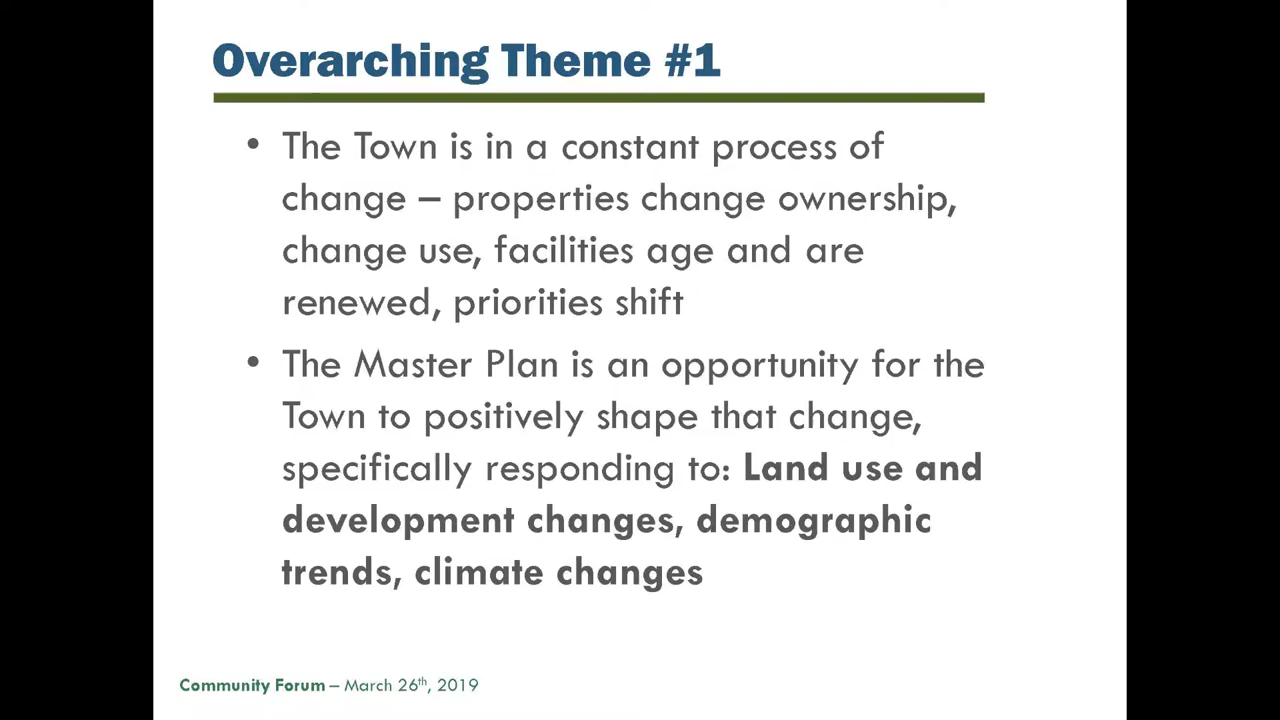 Overarching Theme #1
• The Town is in a constant process of
change – properties change ownership,
change use, facilities age and are
renewed, priorities shift
• The Master Plan is an opportunity for the
Town to positively shape that change,
specifically responding to: Land use and
development changes, demographic
trends, climate changes
Community Forum – March 26th, 2019